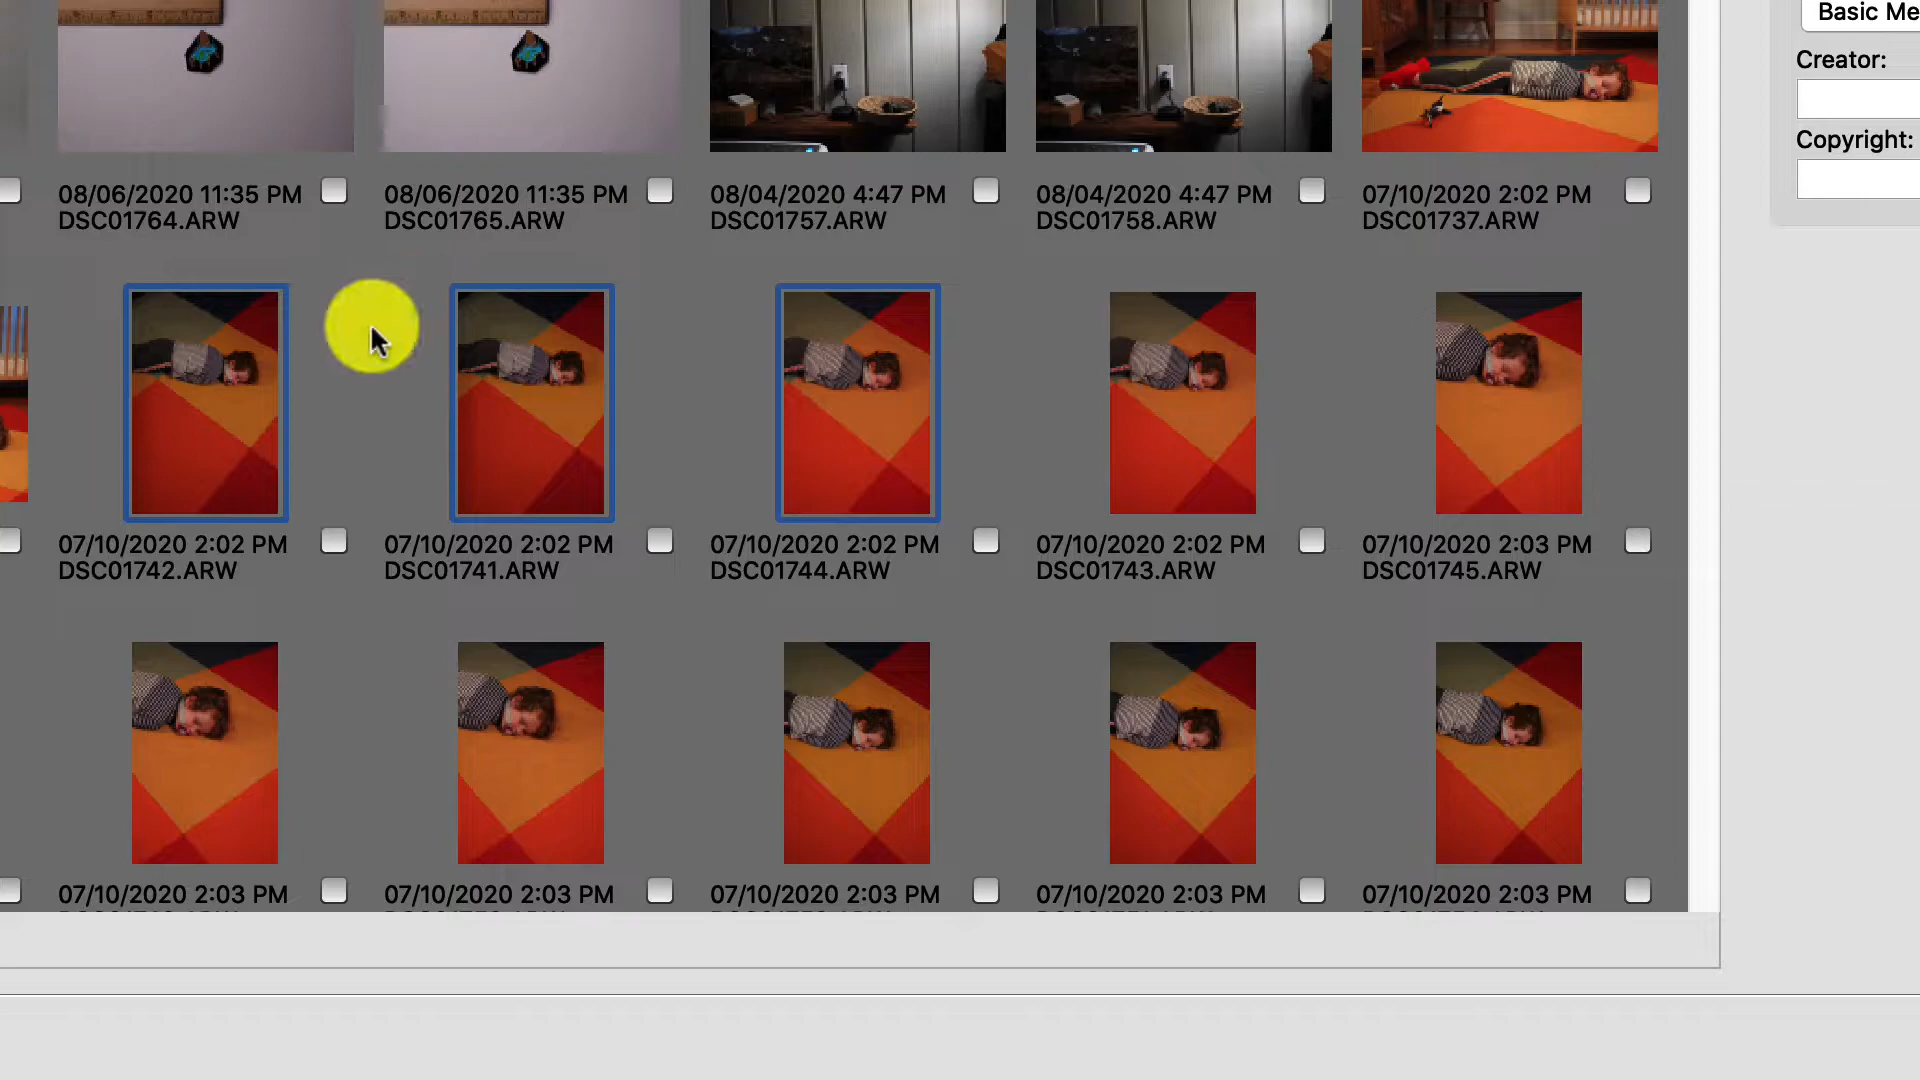 Basic Me
Creator:
Copyright:
08/06/2020 11:35 PM
DSC01764.ARW
08/06/2020 11:35 PM
DSC01765.ARW
08/04/2020 4:47 PM
DSC01757.ARW
08/04/2020 4:47 PM
DSC01758.ARW
07/10/2020 2:02 PM
DSC01737.ARW
07/10/2020 2:02 PM
DSC01742.ARW
07/10/2020 2:02 PM
DSC01741.ARW
07/10/2020 2:02 PM
DSC01744.ARW
07/10/2020 2:02 PM
DSC01743.ARW
07/10/2020 2:03 PM
DSC01745.ARW
07/10/2020 2:03 PM
07/10/2020 2:03 PM
07/10/2020 2:03 PM
07/10/2020 2:03 PM
07/10/2020 2:03 PM